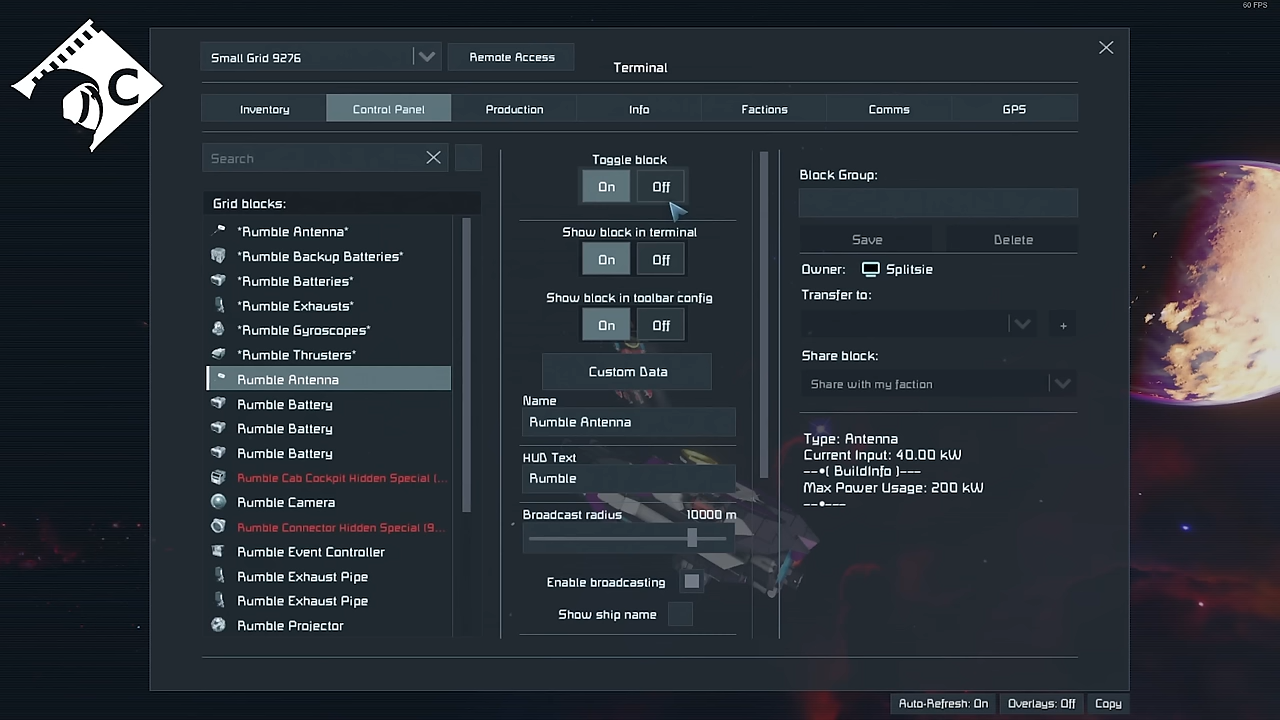 60 FPS
C
Small Grid 9276
Remote Access
Terminal
Inventory
Control Panel
Production
Info
Factions
Comms
GPS
Search
Grid blocks:
*Rumble Antenna*
*Rumble Backup Batteries*
*Rumble Batteries*
*Rumble Exhausts*
*Rumble Gyroscopes*
*Rumble Thrusters*
Rumble Antenna
Rumble Battery
Rumble Battery
Rumble Battery
Rumble Cab Cockpit Hidden Special (...
Rumble Camera
Rumble Connector Hidden Special (9...
Rumble Event Controller
Rumble Exhaust Pipe
Rumble Exhaust Pipe
Rumble Projector
Toggle block
On Off
Show block in terminal
On Off
Show block in toolbar config
On Off
Custom Data
Name
Rumble Antenna
HUD Text
Rumble
Broadcast radius 10000 m
Enable broadcasting
Show ship name
Block Group:
Save Delete
Owner: Splitsie
Transfer to:
+
Share block:
Share with my faction
Type: Antenna
Current Input: 40.00 kW
--•( BuildInfo )---
Max Power Usage: 200 kW
--•---
Auto-Refresh: On
Overlays: Off
Copy